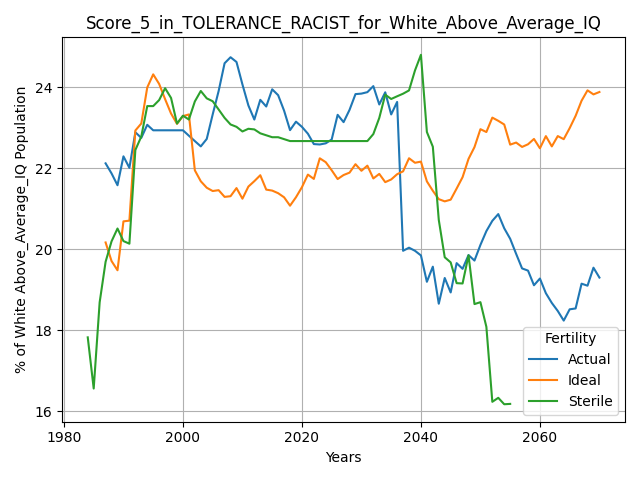 Score_5_in_TOLERANCE_RACIST_for_White_Above_Average_IQ
% of White Above_Average_IQ Population
24
22
20
18
16
1980
2000
2020
2040
2060
Years
Fertility
Actual
Ideal
Sterile